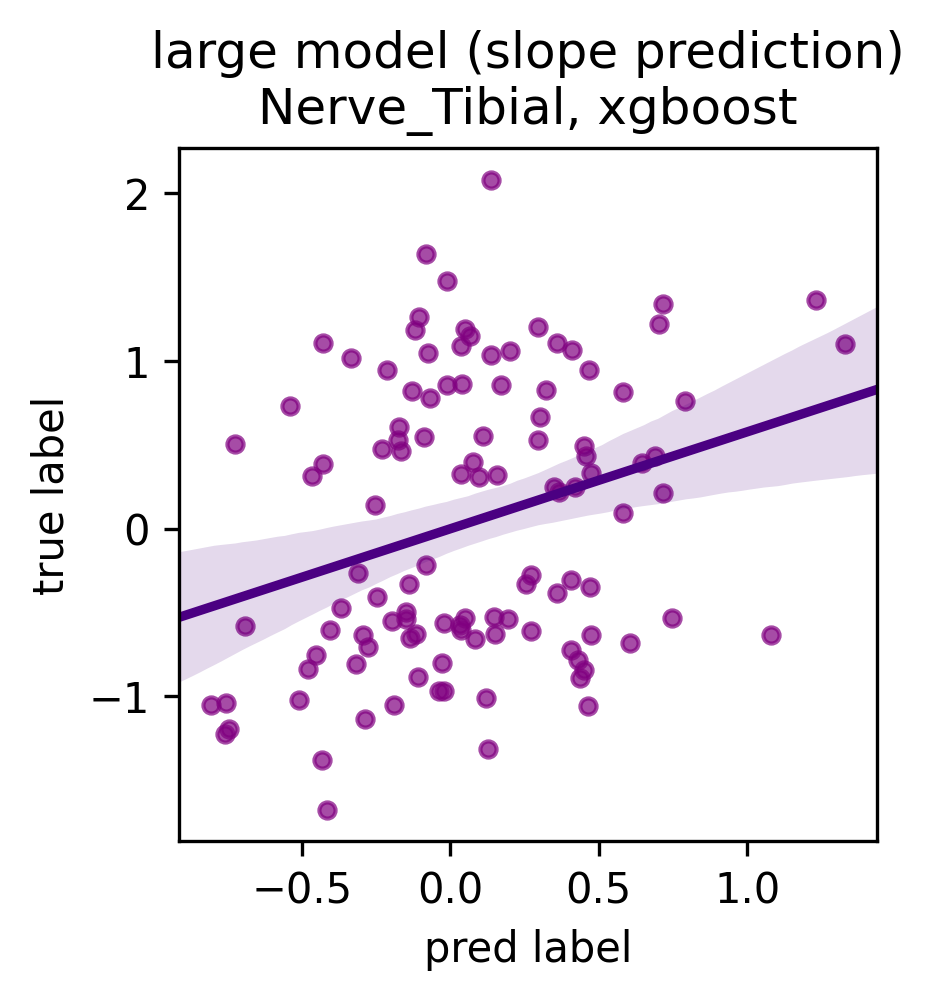 large model (slope prediction)
Nerve_Tibial, xgboost
2
1
0
−1
true label
−0.5 0.0 0.5 1.0
pred label